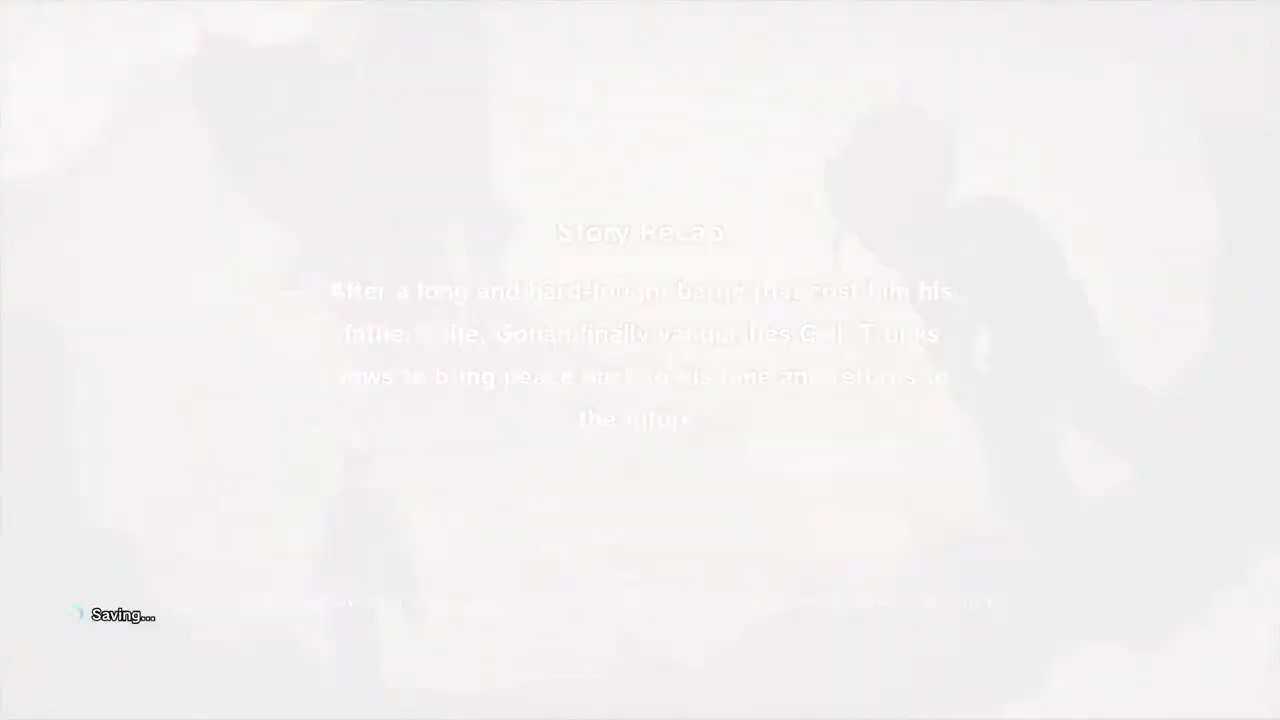 Story Recap
After a long and hard-fought battle that cost him his
father's life, Gohan finally vanquishes Cell. Trunks
vows to bring peace back to his time and returns to
the future.
Saving...